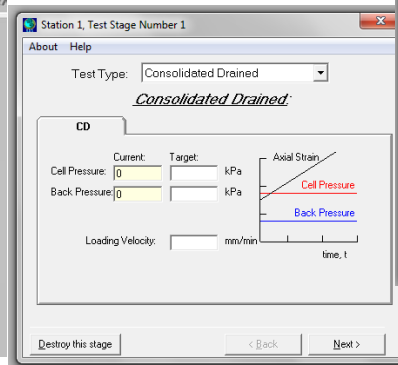 Station 1, Test Stage Number 1
About Help
Test Type: Consolidated Drained
Consolidated Drained:
CD
Current: Target:
Cell Pressure: 0 kPa
Back Pressure: 0 kPa
Loading Velocity: mm/min
Axial Strain
Cell Pressure
Back Pressure
time, t
Destroy this stage < Back Next >